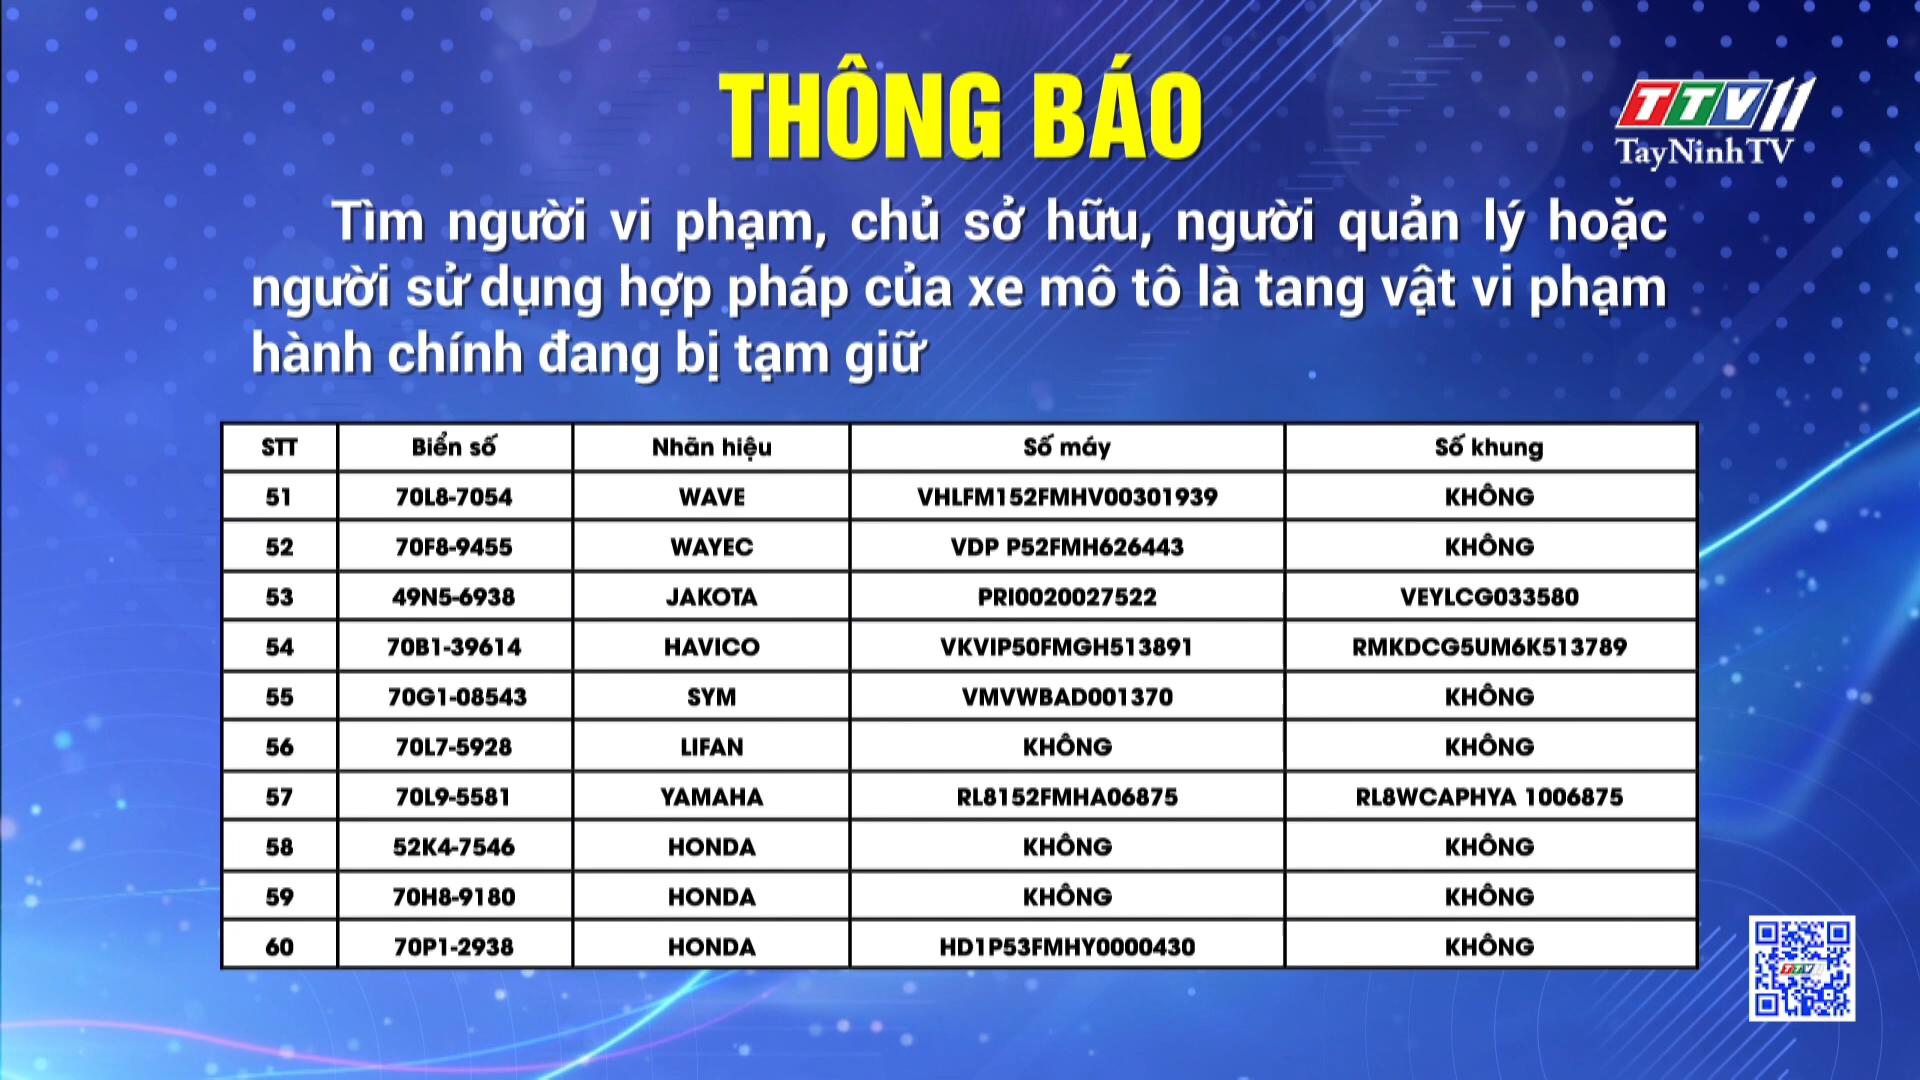 THÔNG BÁO
TTV11
TayNinhTV
Tìm người vi phạm, chủ sở hữu, người quản lý hoặc
người sử dụng hợp pháp của xe mô tô là tang vật vi phạm
hành chính đang bị tạm giữ
STT Biển số Nhãn hiệu Số máy Số khung
51 70L8-7054 WAVE VHLFM152FMHV00301939 KHÔNG
52 70F8-9455 WAYEC VDP P52FMH626443 KHÔNG
53 49N5-6938 JAKOTA PRI0020027522 VEYLCG033580
54 70B1-39614 HAVICO VKVIP50FMGH513891 RMKDCG5UM6K513789
55 70G1-08543 SYM VMVWBAD001370 KHÔNG
56 70L7-5928 LIFAN KHÔNG KHÔNG
57 70L9-5581 YAMAHA RL8152FMHA06875 RL8WCAPHYA 1006875
58 52K4-7546 HONDA KHÔNG KHÔNG
59 70H8-9180 HONDA KHÔNG KHÔNG
60 70P1-2938 HONDA HD1P53FMHY0000430 KHÔNG
TTV11